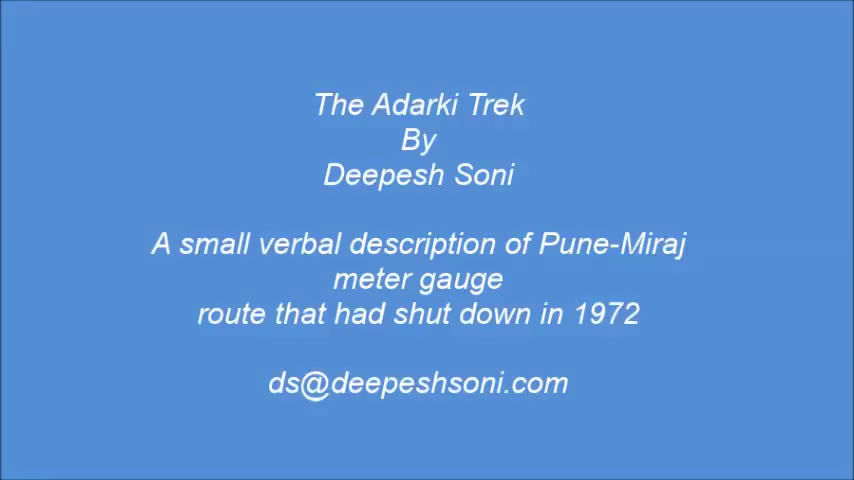 The Adarki Trek
By
Deepesh Soni
A small verbal description of Pune-Miraj
meter gauge
route that had shut down in 1972
ds@deepeshsoni.com